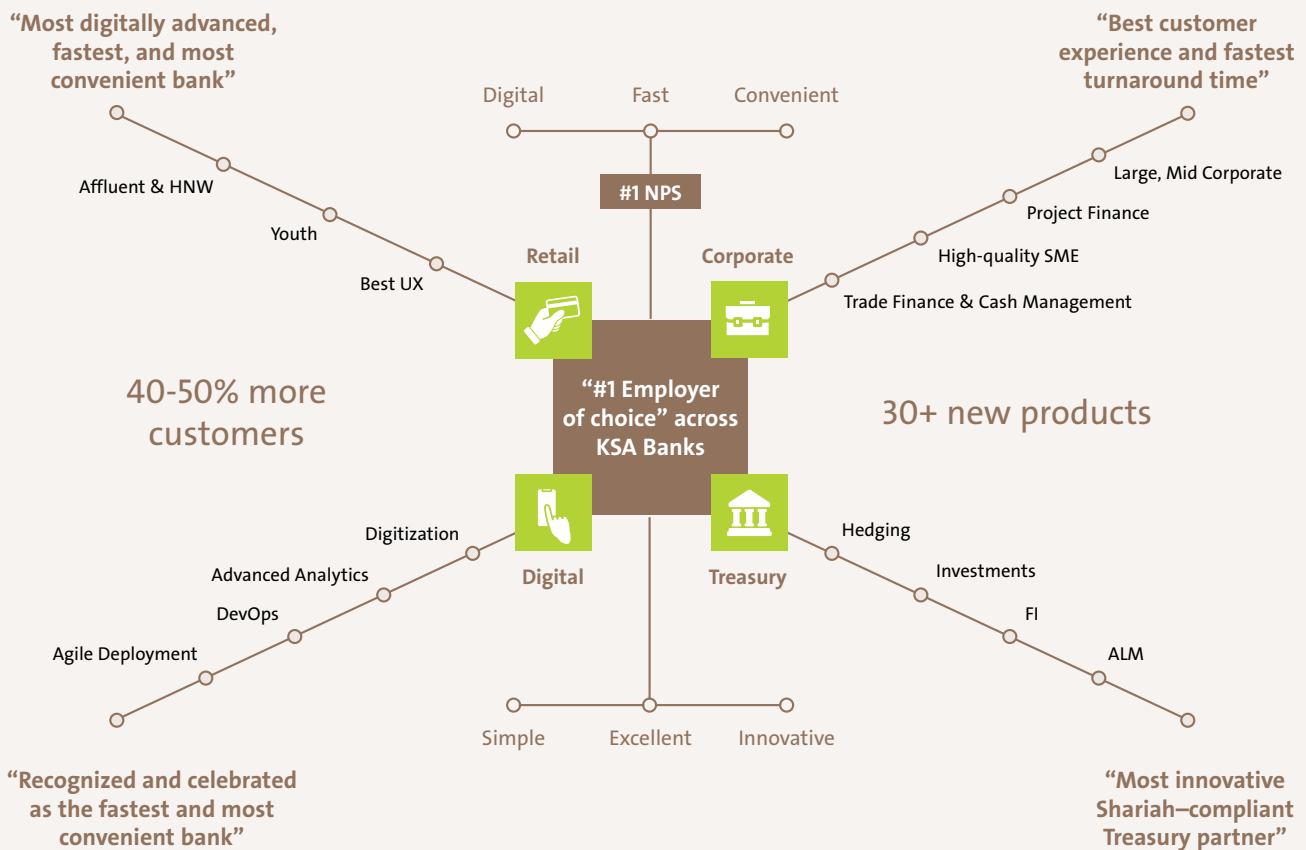 “Most digitally advanced,
fastest, and most
convenient bank”
“Best customer
experience and fastest
turnaround time”
Digital
Fast
Convenient
#1 NPS
Affluent & HNW
Youth
Best UX
Large, Mid Corporate
Project Finance
High-quality SME
Trade Finance & Cash Management
Retail
Corporate
40-50% more
customers
“#1 Employer
of choice” across
KSA Banks
30+ new products
Digital
Treasury
Digitization
Advanced Analytics
DevOps
Agile Deployment
Hedging
Investments
FI
ALM
Simple
Excellent
Innovative
“Recognized and celebrated
as the fastest and most
convenient bank”
“Most innovative
Shariah–compliant
Treasury partner”